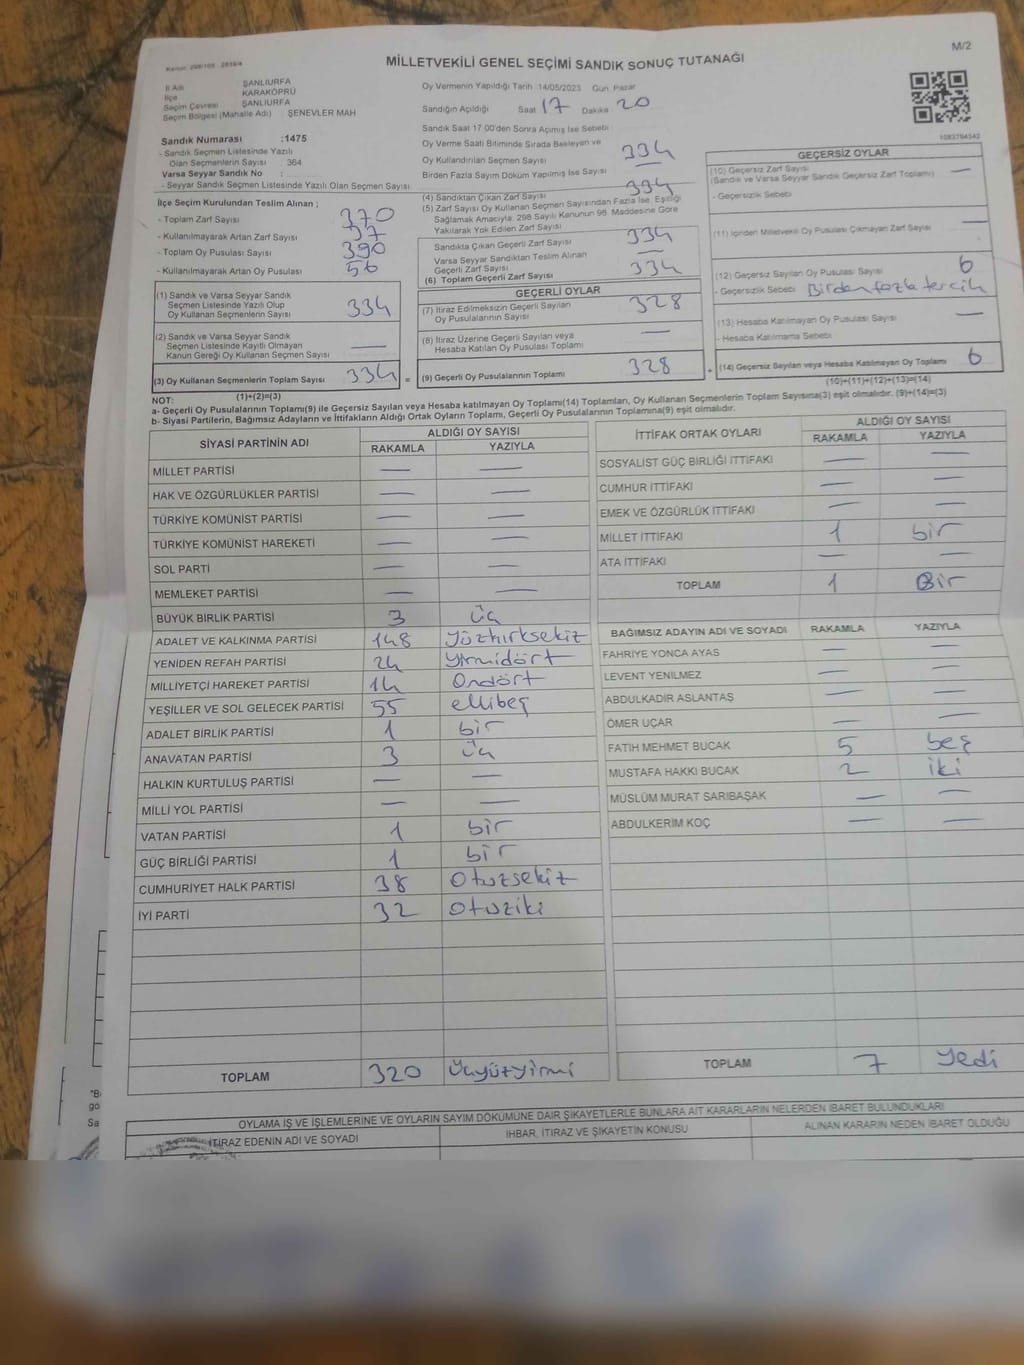 M/2
Kanun: 298/105 2839/4
MİLLETVEKİLİ GENEL SEÇİMİ SANDIK SONUÇ TUTANAĞI
İl Adı ŞANLIURFA
İlçe KARAKÖPRÜ
Seçim Çevresi ŞANLIURFA
Seçim Bölgesi (Mahalle Adı) : ŞENEVLER MAH
Sandık Numarası :1475
- Sandık Seçmen Listesinde Yazılı
Olan Seçmenlerin Sayısı : 364
Varsa Seyyar Sandık No :
- Seyyar Sandık Seçmen Listesinde Yazılı Olan Seçmen Sayısı
Oy Vermenin Yapıldığı Tarih :14/05/2023 Gün: Pazar
Sandığın Açıldığı Saat 17 Dakika 20
Sandık Saat 17.00'den Sonra Açımış İse Sebebi
Oy Verme Saati Bitiminde Sırada Bekleyen ve
Oy Kullandırılan Seçmen Sayısı 334
Birden Fazla Sayım Döküm Yapılmış İse Sayısı —
1083784342
İlçe Seçim Kurulundan Teslim Alınan ;
- Toplam Zarf Sayısı 370
- Kullanılmayarak Artan Zarf Sayısı 37
- Toplam Oy Pusulası Sayısı 390
- Kullanılmayarak Artan Oy Pusulası 56
(1) Sandık ve Varsa Seyyar Sandık
Seçmen Listesinde Yazılı Olup
Oy Kullanan Seçmenlerin Sayısı 334
(2) Sandık ve Varsa Seyyar Sandık
Seçmen Listesinde Kayıtlı Olmayan
Kanun Gereği Oy Kullanan Seçmen Sayısı —
(3) Oy Kullanan Seçmenlerin Toplam Sayısı 334 =
(1)+(2)=(3)
(4) Sandıktan Çıkan Zarf Sayısı 334
(5) Zarf Sayısı Oy Kullanan Seçmen Sayısından Fazla İse, Eşitliği
Sağlamak Amacıyla, 298 Sayılı Kanunun 98. Maddesine Göre
Yakılarak Yok Edilen Zarf Sayısı —
Sandıkta Çıkan Geçerli Zarf Sayısı 334
Varsa Seyyar Sandıktan Teslim Alınan
Geçerli Zarf Sayısı —
(6) Toplam Geçerli Zarf Sayısı 334
GEÇERLİ OYLAR
(7) İtiraz Edilmeksizin Geçerli Sayılan
Oy Pusulalarının Sayısı 328
(8) İtiraz Üzerine Geçerli Sayılan veya
Hesaba Katılan Oy Pusulası Toplamı —
(9) Geçerli Oy Pusulalarının Toplamı 328 +
GEÇERSİZ OYLAR
(10) Geçersiz Zarf Sayısı
(Sandık ve Varsa Seyyar Sandık Geçersiz Zarf Toplamı) —
- Geçersizlik Sebebi
(11) İçinden Milletvekili Oy Pusulası Çıkmayan Zarf Sayısı —
(12) Geçersiz Sayılan Oy Pusulası Sayısı 6
- Geçersizlik Sebebi Birden fazla tercih
(13) Hesaba Katılmayan Oy Pusulası Sayısı —
- Hesaba Katılmama Sebebi
(14) Geçersiz Sayılan veya Hesaba Katılmayan Oy Toplamı 6
(10)+(11)+(12)+(13)=(14)
NOT:
a- Geçerli Oy Pusulalarının Toplamı(9) ile Geçersiz Sayılan veya Hesaba katılmayan Oy Toplamı(14) Toplamları, Oy Kullanan Seçmenlerin Toplam Sayısına(3) eşit olmalıdır. (9)+(14)=(3)
b- Siyasi Partilerin, Bağımsız Adayların ve İttifakların Aldığı Ortak Oyların Toplamı, Geçerli Oy Pusulalarının Toplamına(9) eşit olmalıdır.
SİYASİ PARTİNİN ADI ALDIĞI OY SAYISI
RAKAMLA YAZIYLA
MİLLET PARTİSİ — —
HAK VE ÖZGÜRLÜKLER PARTİSİ — —
TÜRKİYE KOMÜNİST PARTİSİ — —
TÜRKİYE KOMÜNİST HAREKETİ — —
SOL PARTİ — —
MEMLEKET PARTİSİ — —
BÜYÜK BİRLİK PARTİSİ 3 üç
ADALET VE KALKINMA PARTİSİ 148 Yüzkırksekiz
YENİDEN REFAH PARTİSİ 24 Yirmidört
MİLLİYETÇİ HAREKET PARTİSİ 14 Ondört
YEŞİLLER VE SOL GELECEK PARTİSİ 55 ellibeş
ADALET BİRLİK PARTİSİ 1 bir
ANAVATAN PARTİSİ 3 üç
HALKIN KURTULUŞ PARTİSİ — —
MİLLİ YOL PARTİSİ — —
VATAN PARTİSİ 1 bir
GÜÇ BİRLİĞİ PARTİSİ 1 bir
CUMHURİYET HALK PARTİSİ 38 Otuzsekiz
İYİ PARTİ 32 Otuziki
TOPLAM 320 Üçyüzyirmi
İTTİFAK ORTAK OYLARI ALDIĞI OY SAYISI
RAKAMLA YAZIYLA
SOSYALİST GÜÇ BİRLİĞİ İTTİFAKI — —
CUMHUR İTTİFAKI — —
EMEK VE ÖZGÜRLÜK İTTİFAKI — —
MİLLET İTTİFAKI 1 bir
ATA İTTİFAKI — —
TOPLAM 1 Bir
BAĞIMSIZ ADAYIN ADI VE SOYADI RAKAMLA YAZIYLA
FAHRİYE YONCA AYAS — —
LEVENT YENILMEZ — —
ABDULKADİR ASLANTAŞ — —
ÖMER UÇAR — —
FATİH MEHMET BUCAK 5 beş
MUSTAFA HAKKI BUCAK 2 iki
MÜSLÜM MURAT SARIBAŞAK — —
ABDULKERİM KOÇ — —
TOPLAM 7 Yedi
OYLAMA İŞ VE İŞLEMLERİNE VE OYLARIN SAYIM DÖKÜMÜNE DAİR ŞİKAYETLERLE BUNLARA AİT KARARLARIN NELERDEN İBARET BULUNDUKLARI
İTİRAZ EDENİN ADI VE SOYADI İHBAR, İTİRAZ VE ŞİKAYETİN KONUSU ALINAN KARARIN NEDEN İBARET OLDUĞU